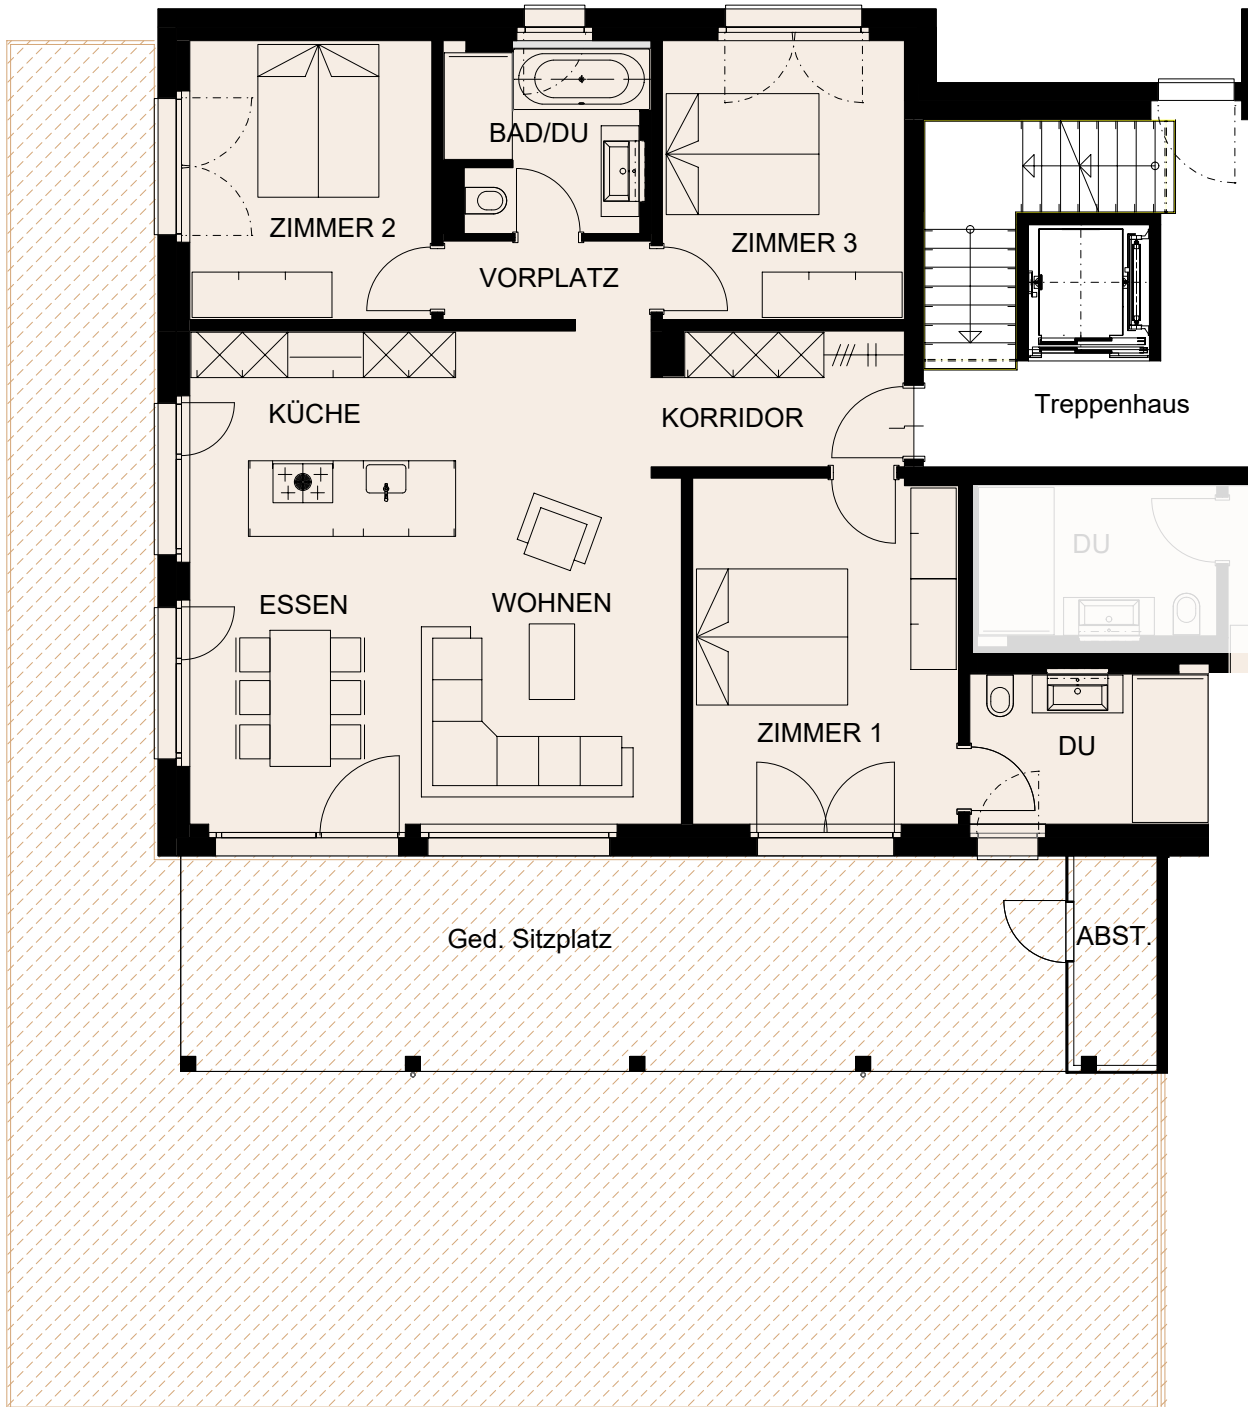 BAD/DU
ZIMMER 2
ZIMMER 3
VORPLATZ
KÜCHE
KORRIDOR
Treppenhaus
DU
ESSEN
WOHNEN
ZIMMER 1
DU
Ged. Sitzplatz
ABST.